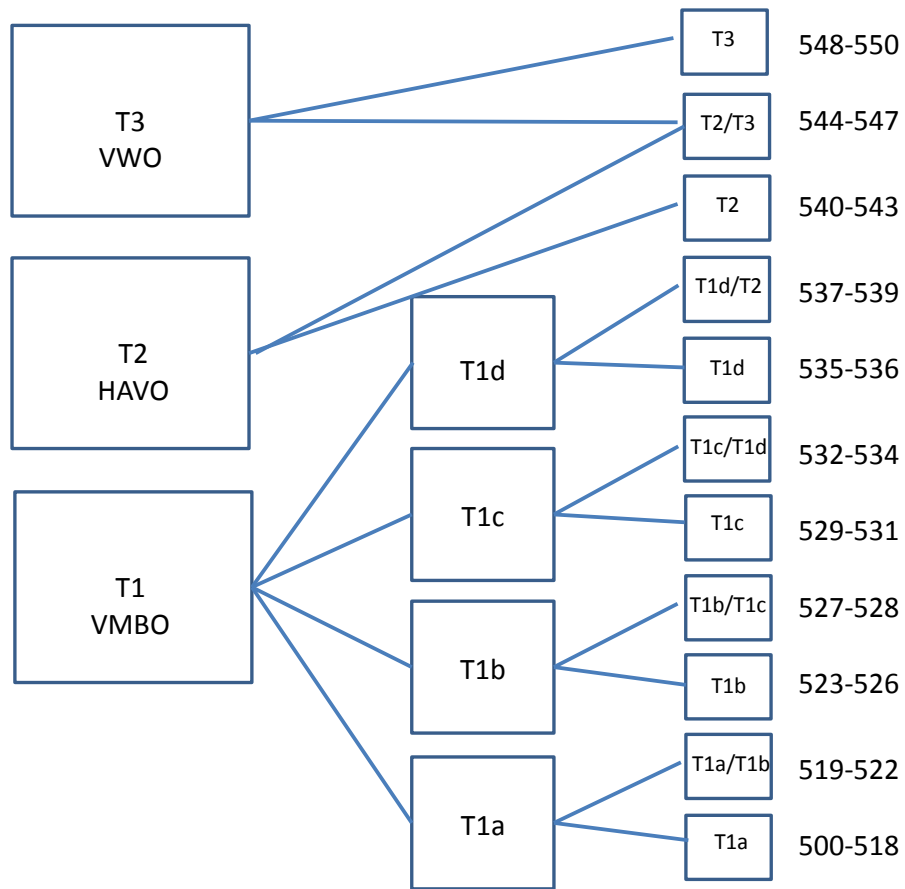 T3
VWO
T2
HAVO
T1
VMBO
T1d
T1c
T1b
T1a
T3 548-550
T2/T3 544-547
T2 540-543
T1d/T2 537-539
T1d 535-536
T1c/T1d 532-534
T1c 529-531
T1b/T1c 527-528
T1b 523-526
T1a/T1b 519-522
T1a 500-518